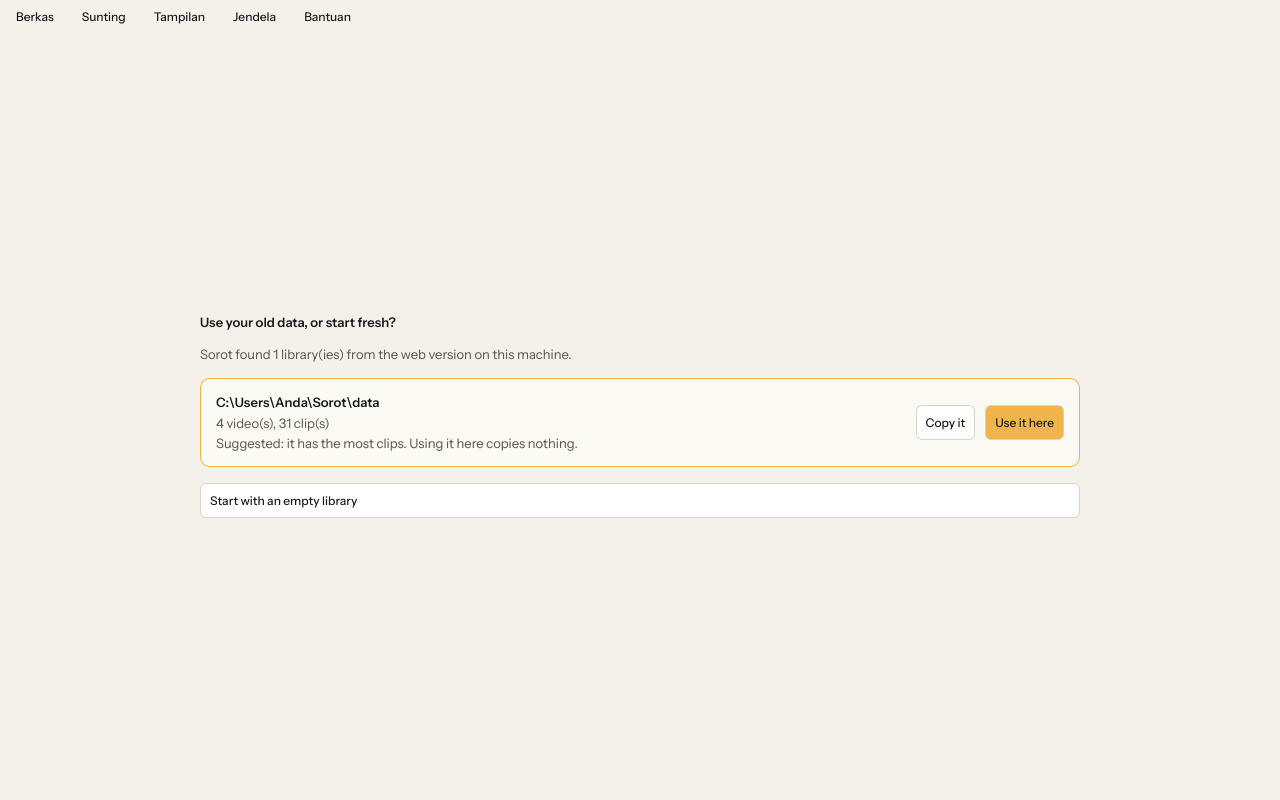 Berkas Sunting Tampilan Jendela Bantuan
Use your old data, or start fresh?
Sorot found 1 library(ies) from the web version on this machine.
C:\Users\Anda\Sorot\data
4 video(s), 31 clip(s)
Suggested: it has the most clips. Using it here copies nothing.
Copy it
Use it here
Start with an empty library